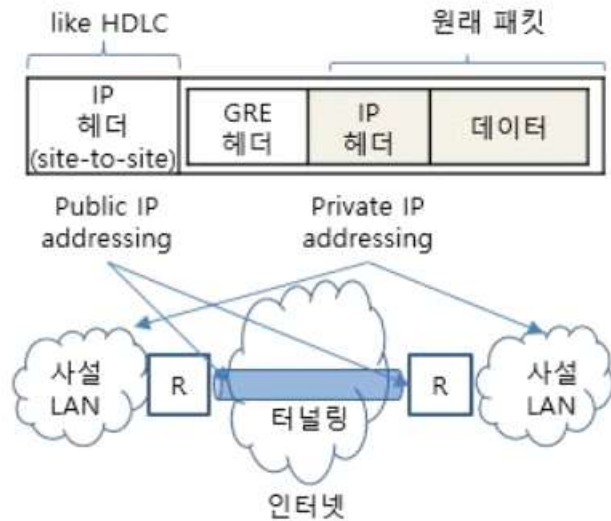 like HDLC
원래 패킷
IP
헤더
(site-to-site)
GRE
헤더
IP
헤더
데이터
Public IP
addressing
Private IP
addressing
사설
LAN
R
터널링
R
사설
LAN
인터넷